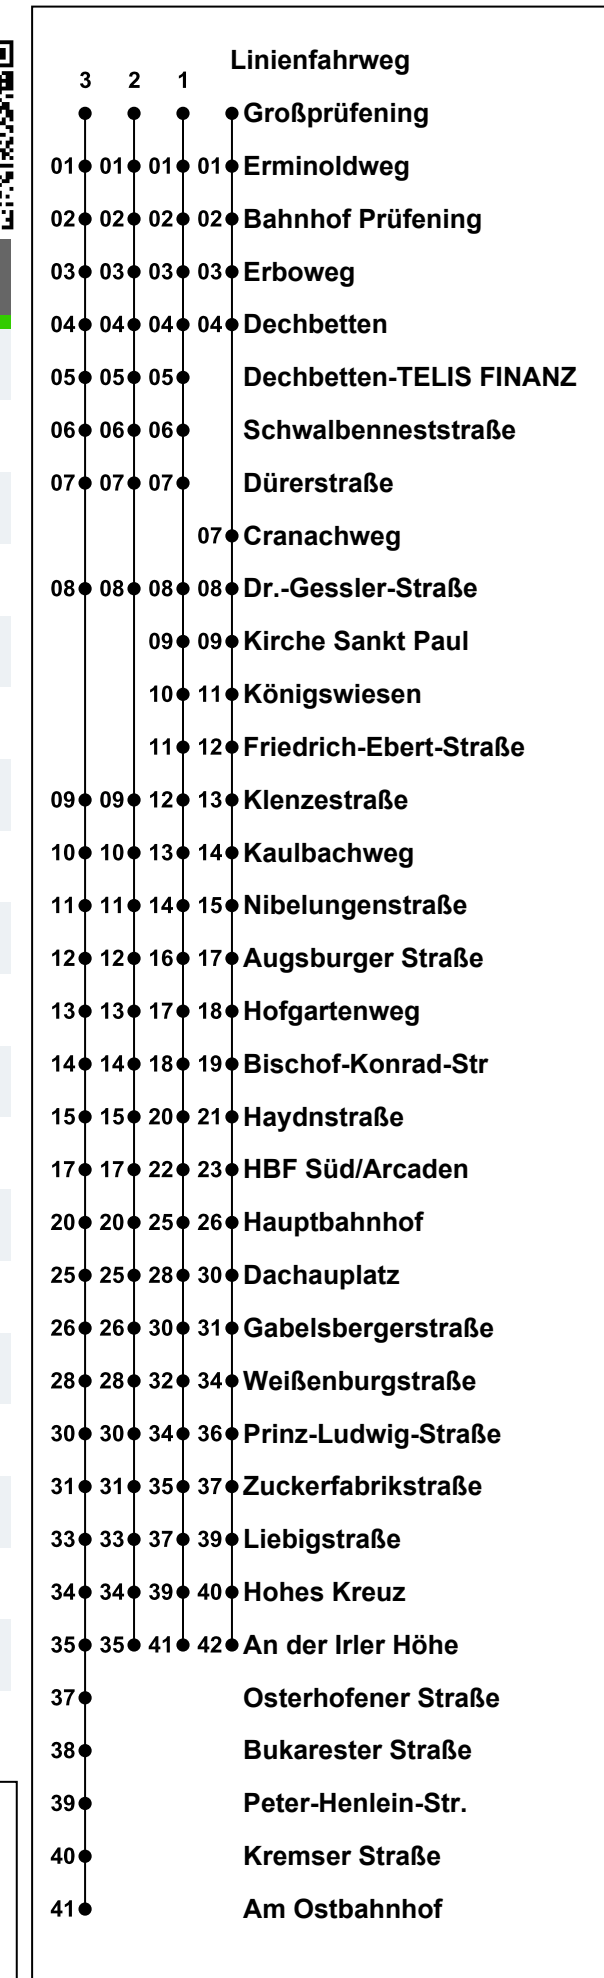 Linienfahrweg
3 2 1
Großprüfening
01 01 01 01 Erminoldweg
02 02 02 02 Bahnhof Prüfening
03 03 03 03 Erboweg
04 04 04 04 Dechbetten
05 05 05 Dechbetten-TELIS FINANZ
06 06 06 Schwalbenneststraße
07 07 07 Dürerstraße
07 Cranachweg
08 08 08 08 Dr.-Gessler-Straße
09 09 Kirche Sankt Paul
10 11 Königswiesen
11 12 Friedrich-Ebert-Straße
09 09 12 13 Klenzestraße
10 10 13 14 Kaulbachweg
11 11 14 15 Nibelungenstraße
12 12 16 17 Augsburger Straße
13 13 17 18 Hofgartenweg
14 14 18 19 Bischof-Konrad-Str
15 15 20 21 Haydnstraße
17 17 22 23 HBF Süd/Arcaden
20 20 25 26 Hauptbahnhof
25 25 28 30 Dachauplatz
26 26 30 31 Gabelsbergerstraße
28 28 32 34 Weißenburgstraße
30 30 34 36 Prinz-Ludwig-Straße
31 31 35 37 Zuckerfabrikstraße
33 33 37 39 Liebigstraße
34 34 39 40 Hohes Kreuz
35 35 41 42 An der Irler Höhe
37 Osterhofener Straße
38 Bukarester Straße
39 Peter-Henlein-Str.
40 Kremser Straße
41 Am Ostbahnhof